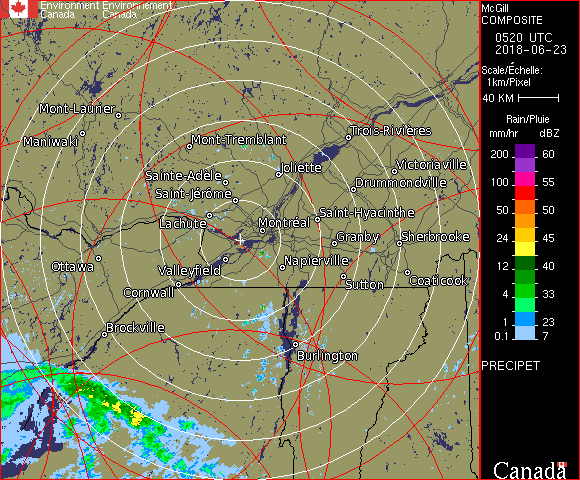 Environment Environnement
Canada Canada
McGill
COMPOSITE
0520 UTC
2018-06-23
Scale/Échelle:
1km/Pixel
40 KM
Rain/Pluie
mm/hr dBZ
200 60
100 55
50 50
24 45
12 40
4 33
1 23
0.1 7
PRECIPET
Canada
Mont-Laurier
Maniwaki
Mont-Tremblant
Trois-Rivières
Joliette
Victoriaville
Sainte-Adèle
Drummondville
Saint-Jérôme
Saint-Hyacinthe
Lachute
Montréal
Granby
Sherbrooke
Ottawa
Valleyfield
Napierville
Cornwall
Sutton
Coaticook
Brockville
Burlington